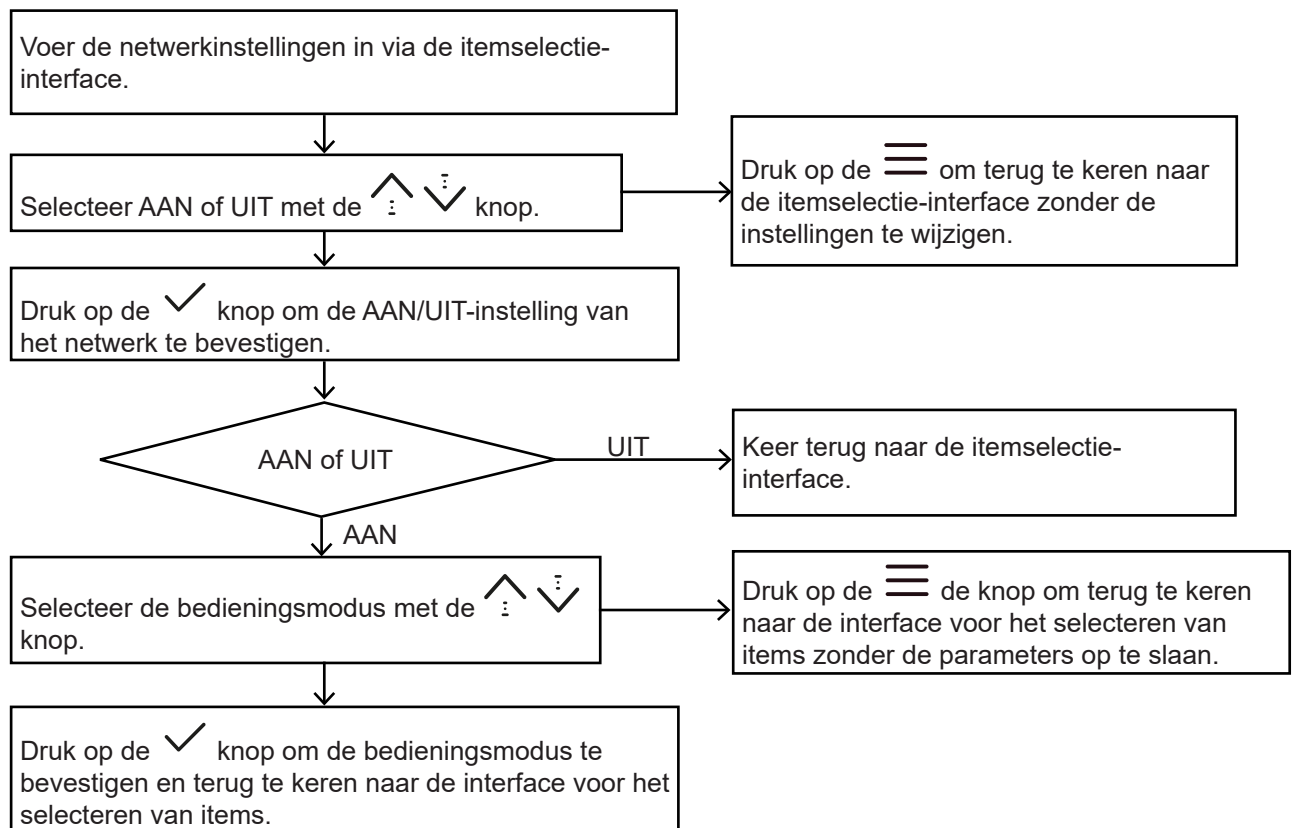 Voer de netwerkinstellingen in via de itemselectie-
interface.
Selecteer AAN of UIT met de knop.
Druk op de om terug te keren naar
de itemselectie-interface zonder de
instellingen te wijzigen.
Druk op de knop om de AAN/UIT-instelling van
het netwerk te bevestigen.
AAN of UIT
UIT
Keer terug naar de itemselectie-
interface.
AAN
Selecteer de bedieningsmodus met de
knop.
Druk op de de knop om terug te keren
naar de interface voor het selecteren van
items zonder de parameters op te slaan.
Druk op de knop om de bedieningsmodus te
bevestigen en terug te keren naar de interface voor het
selecteren van items.